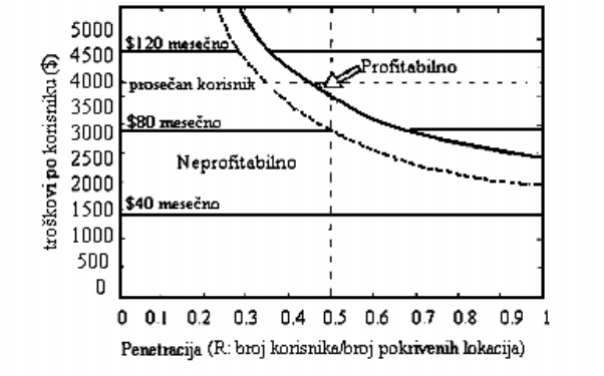 troškovi po korisniku ($)
5000
4500
4000
3500
3000
2500
2000
1500
1000
500
0
$120 mesečno
Profitabilno
prosečan korisnik
$80 mesečno
Neprofitabilno
$40 mesečno
0 0.1 0.2 0.3 0.4 0.5 0.6 0.7 0.8 0.9 1
Penetracija (R: broj korisnika/broj pokrivenih lokacija)